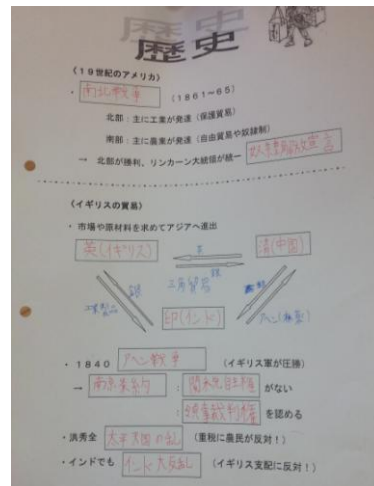 歴史
(19世紀のアメリカ)
・南北戦争 (1861~65)
北部:主に工業が発達(保護貿易)
南部:主に農業が発達(自由貿易や奴隷制)
→ 北部が勝利、リンカーン大統領が統一 奴隷解放宣言
(イギリスの貿易)
・市場や原材料を求めてアジアへ進出
英(イギリス) 茶 清(中国)
銀
銀 三角貿易
印(インド) アヘン(麻薬)
・1840 アヘン戦争 (イギリス軍が圧勝)
→ 南京条約 : 関税自主権 がない
: 領事裁判権 を認める
・洪秀全 太平天国の乱 (重税に農民が反対!)
・インドでも インド大反乱 (イギリス支配に反対!)